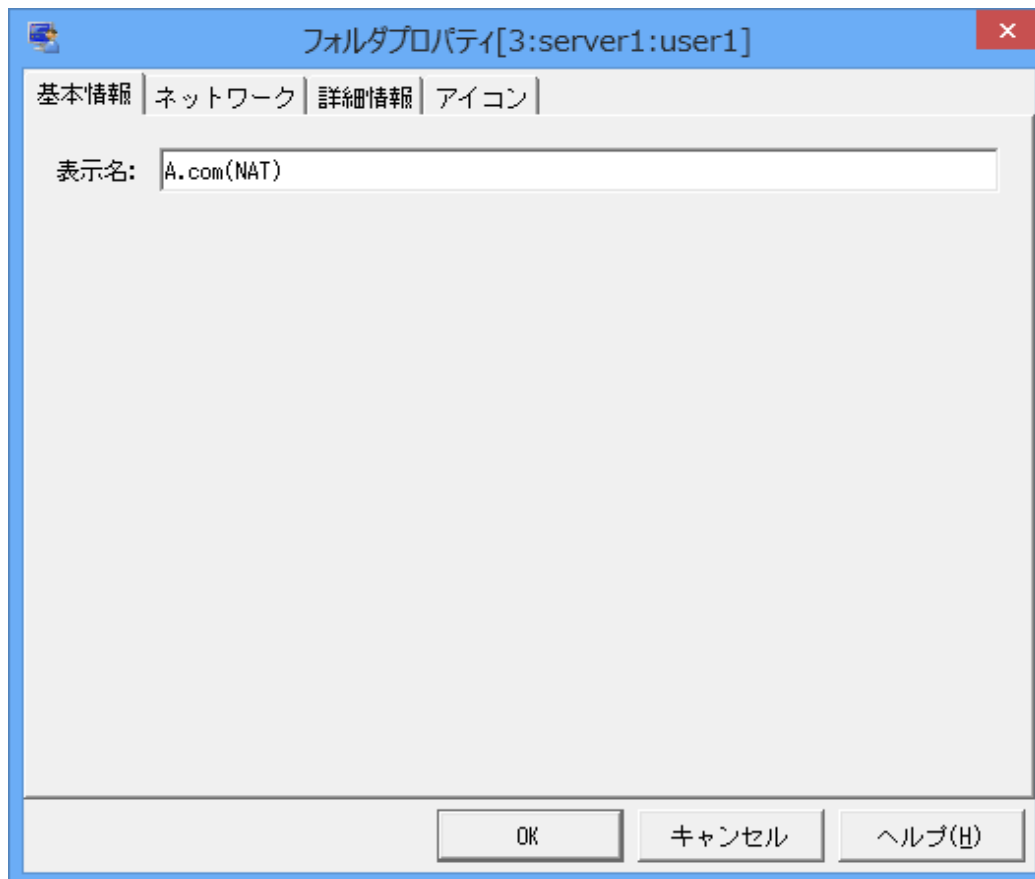 フォルダプロパティ[3:server1:user1]
基本情報 ネットワーク 詳細情報 アイコン
表示名: A.com(NAT)
OK キャンセル ヘルプ(H)